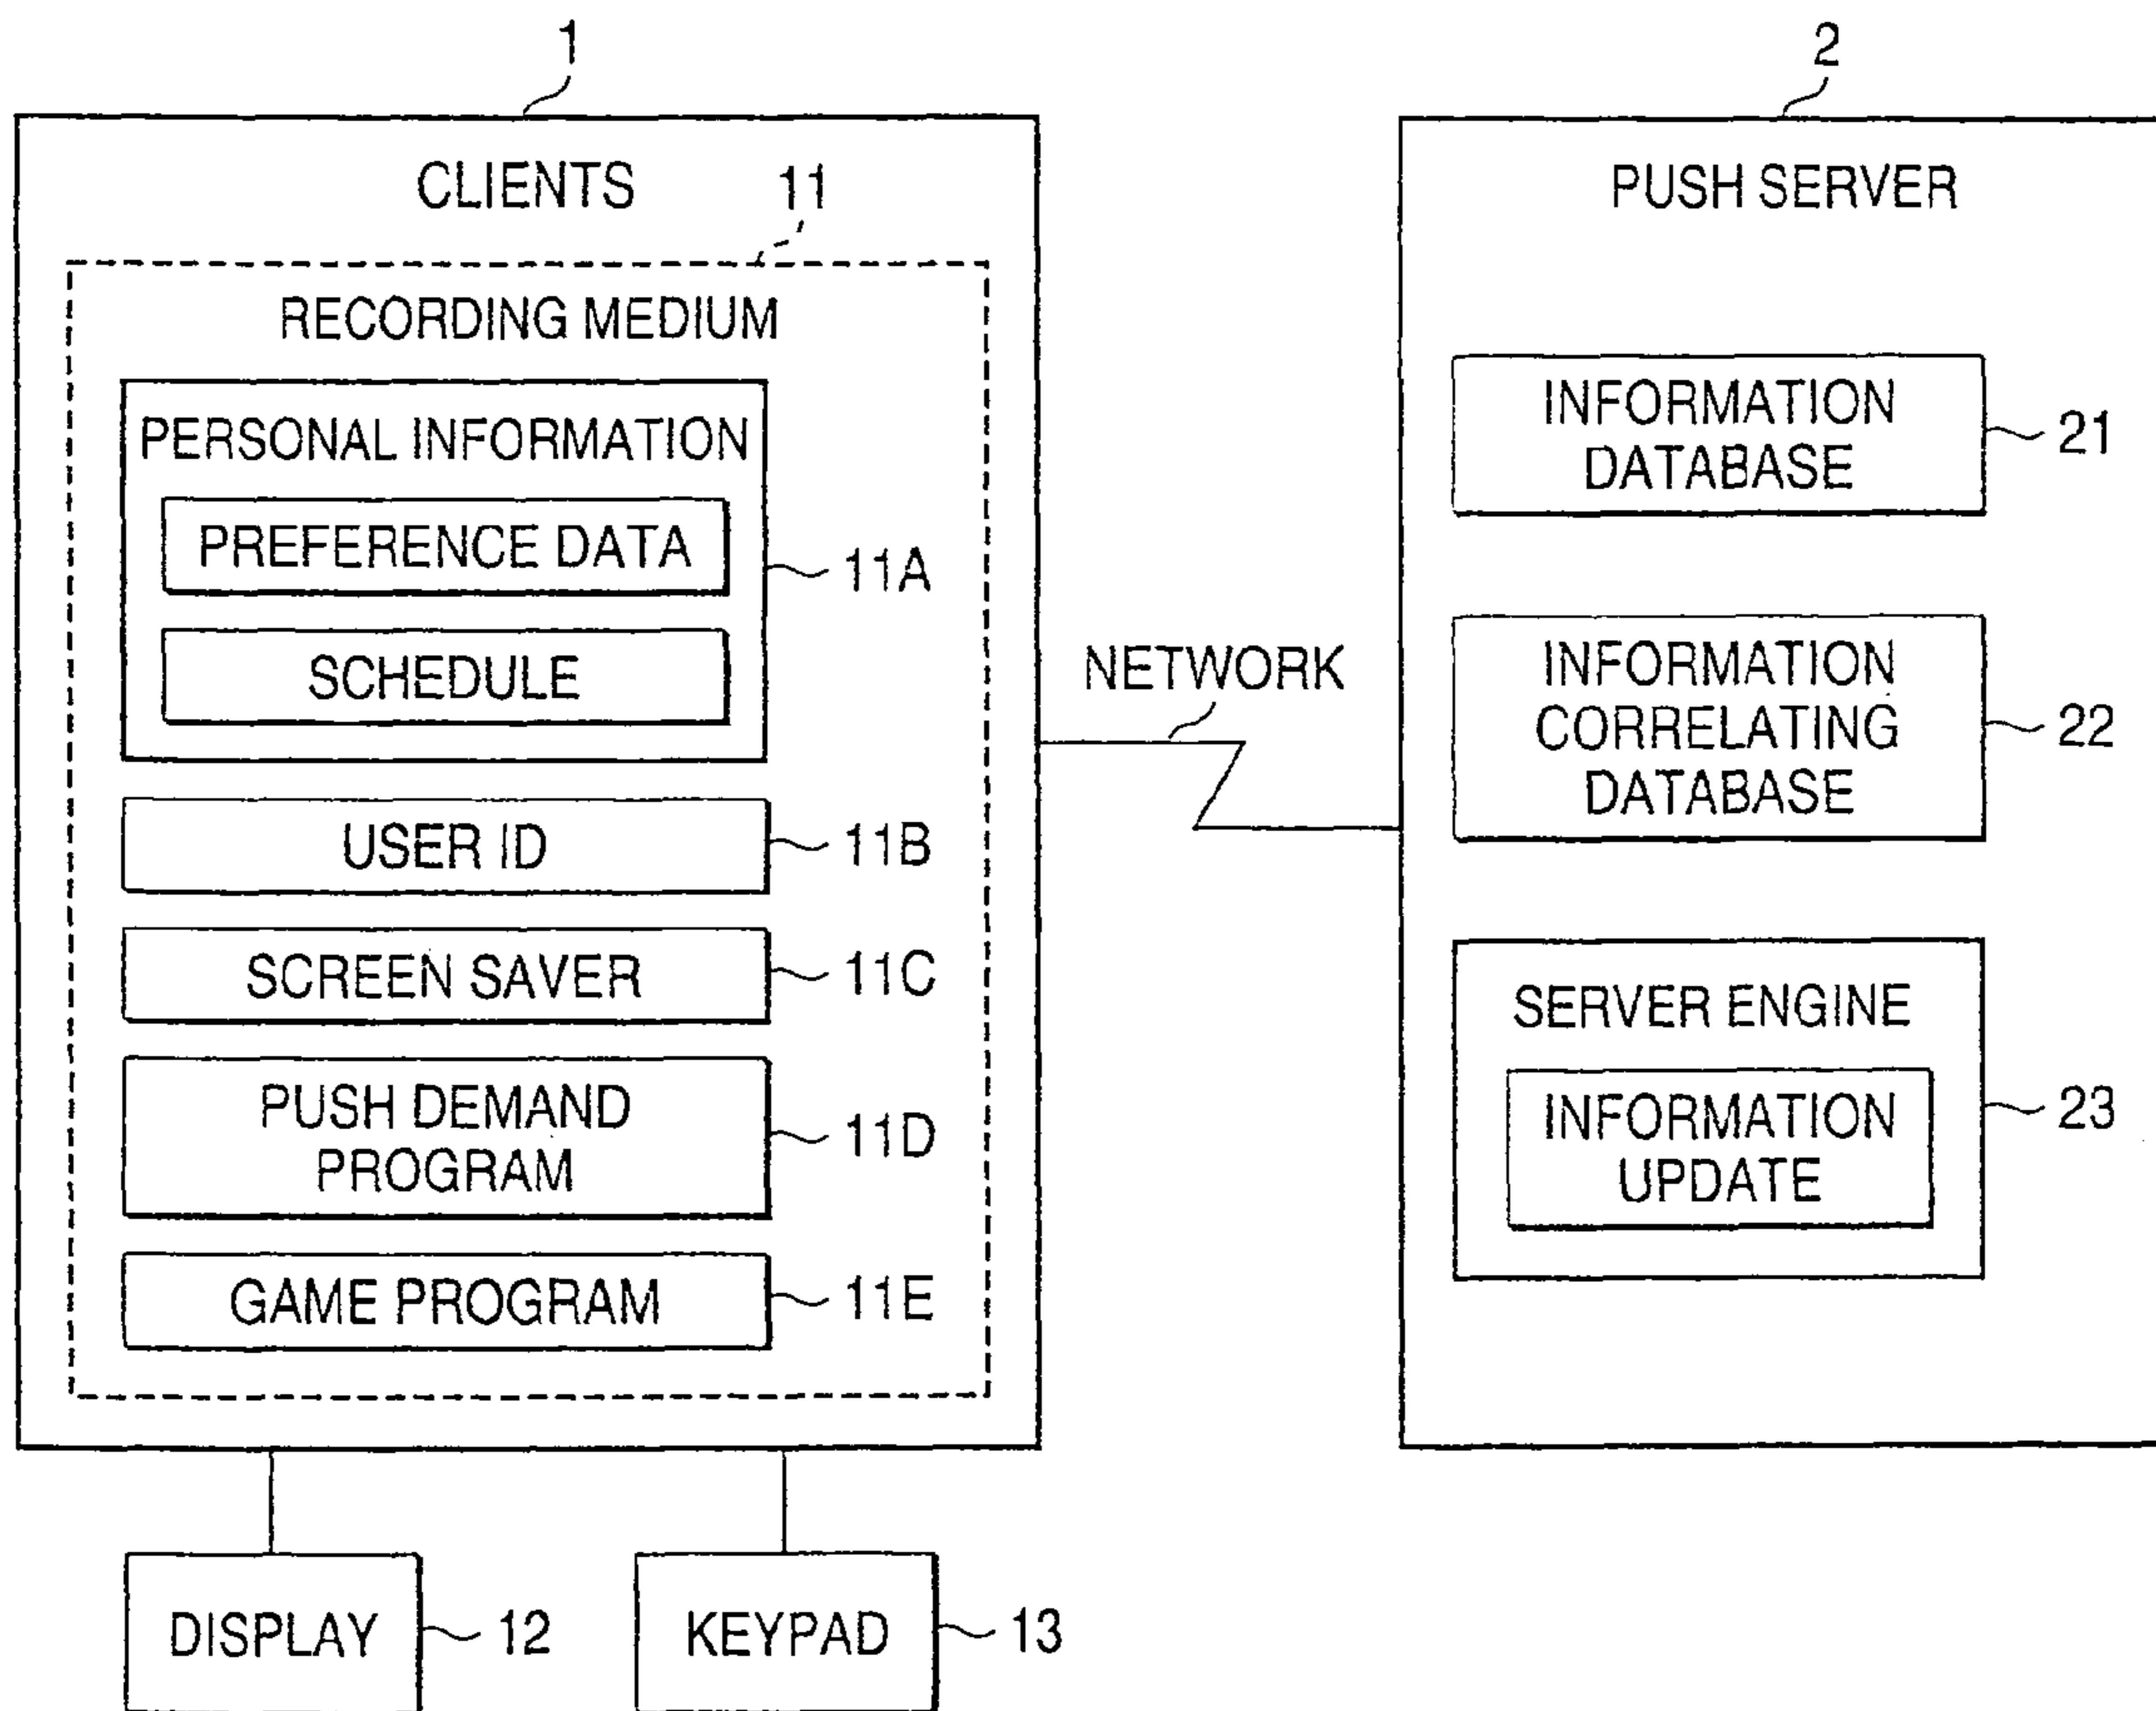 1
CLIENTS
11
RECORDING MEDIUM
PERSONAL INFORMATION
PREFERENCE DATA
11A
SCHEDULE
USER ID
11B
SCREEN SAVER
11C
PUSH DEMAND
PROGRAM
11D
GAME PROGRAM
11E
DISPLAY
12
KEYPAD
13
NETWORK
2
PUSH SERVER
INFORMATION
DATABASE
21
INFORMATION
CORRELATING
DATABASE
22
SERVER ENGINE
INFORMATION
UPDATE
23